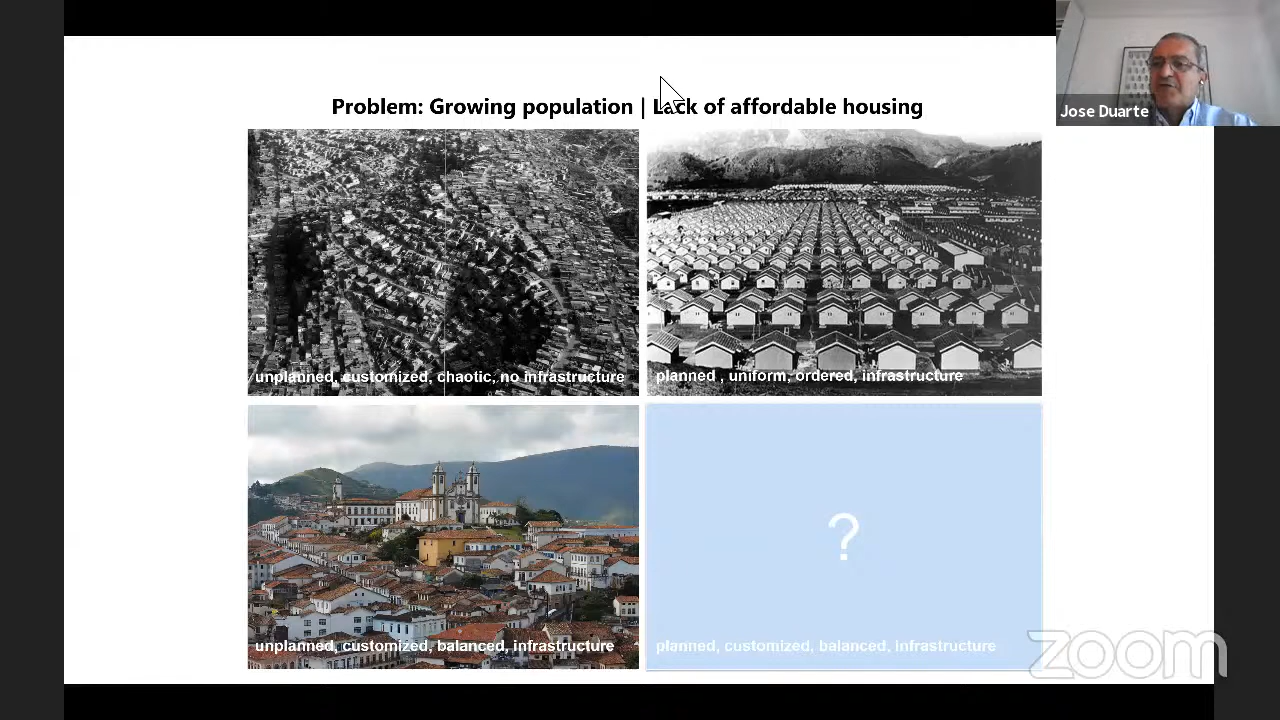 Jose Duarte
Problem: Growing population | Lack of affordable housing
unplanned, customized, chaotic, no infrastructure
planned , uniform, ordered, infrastructure
unplanned, customized, balanced, infrastructure
?
planned, customized, balanced, infrastructure
zoom